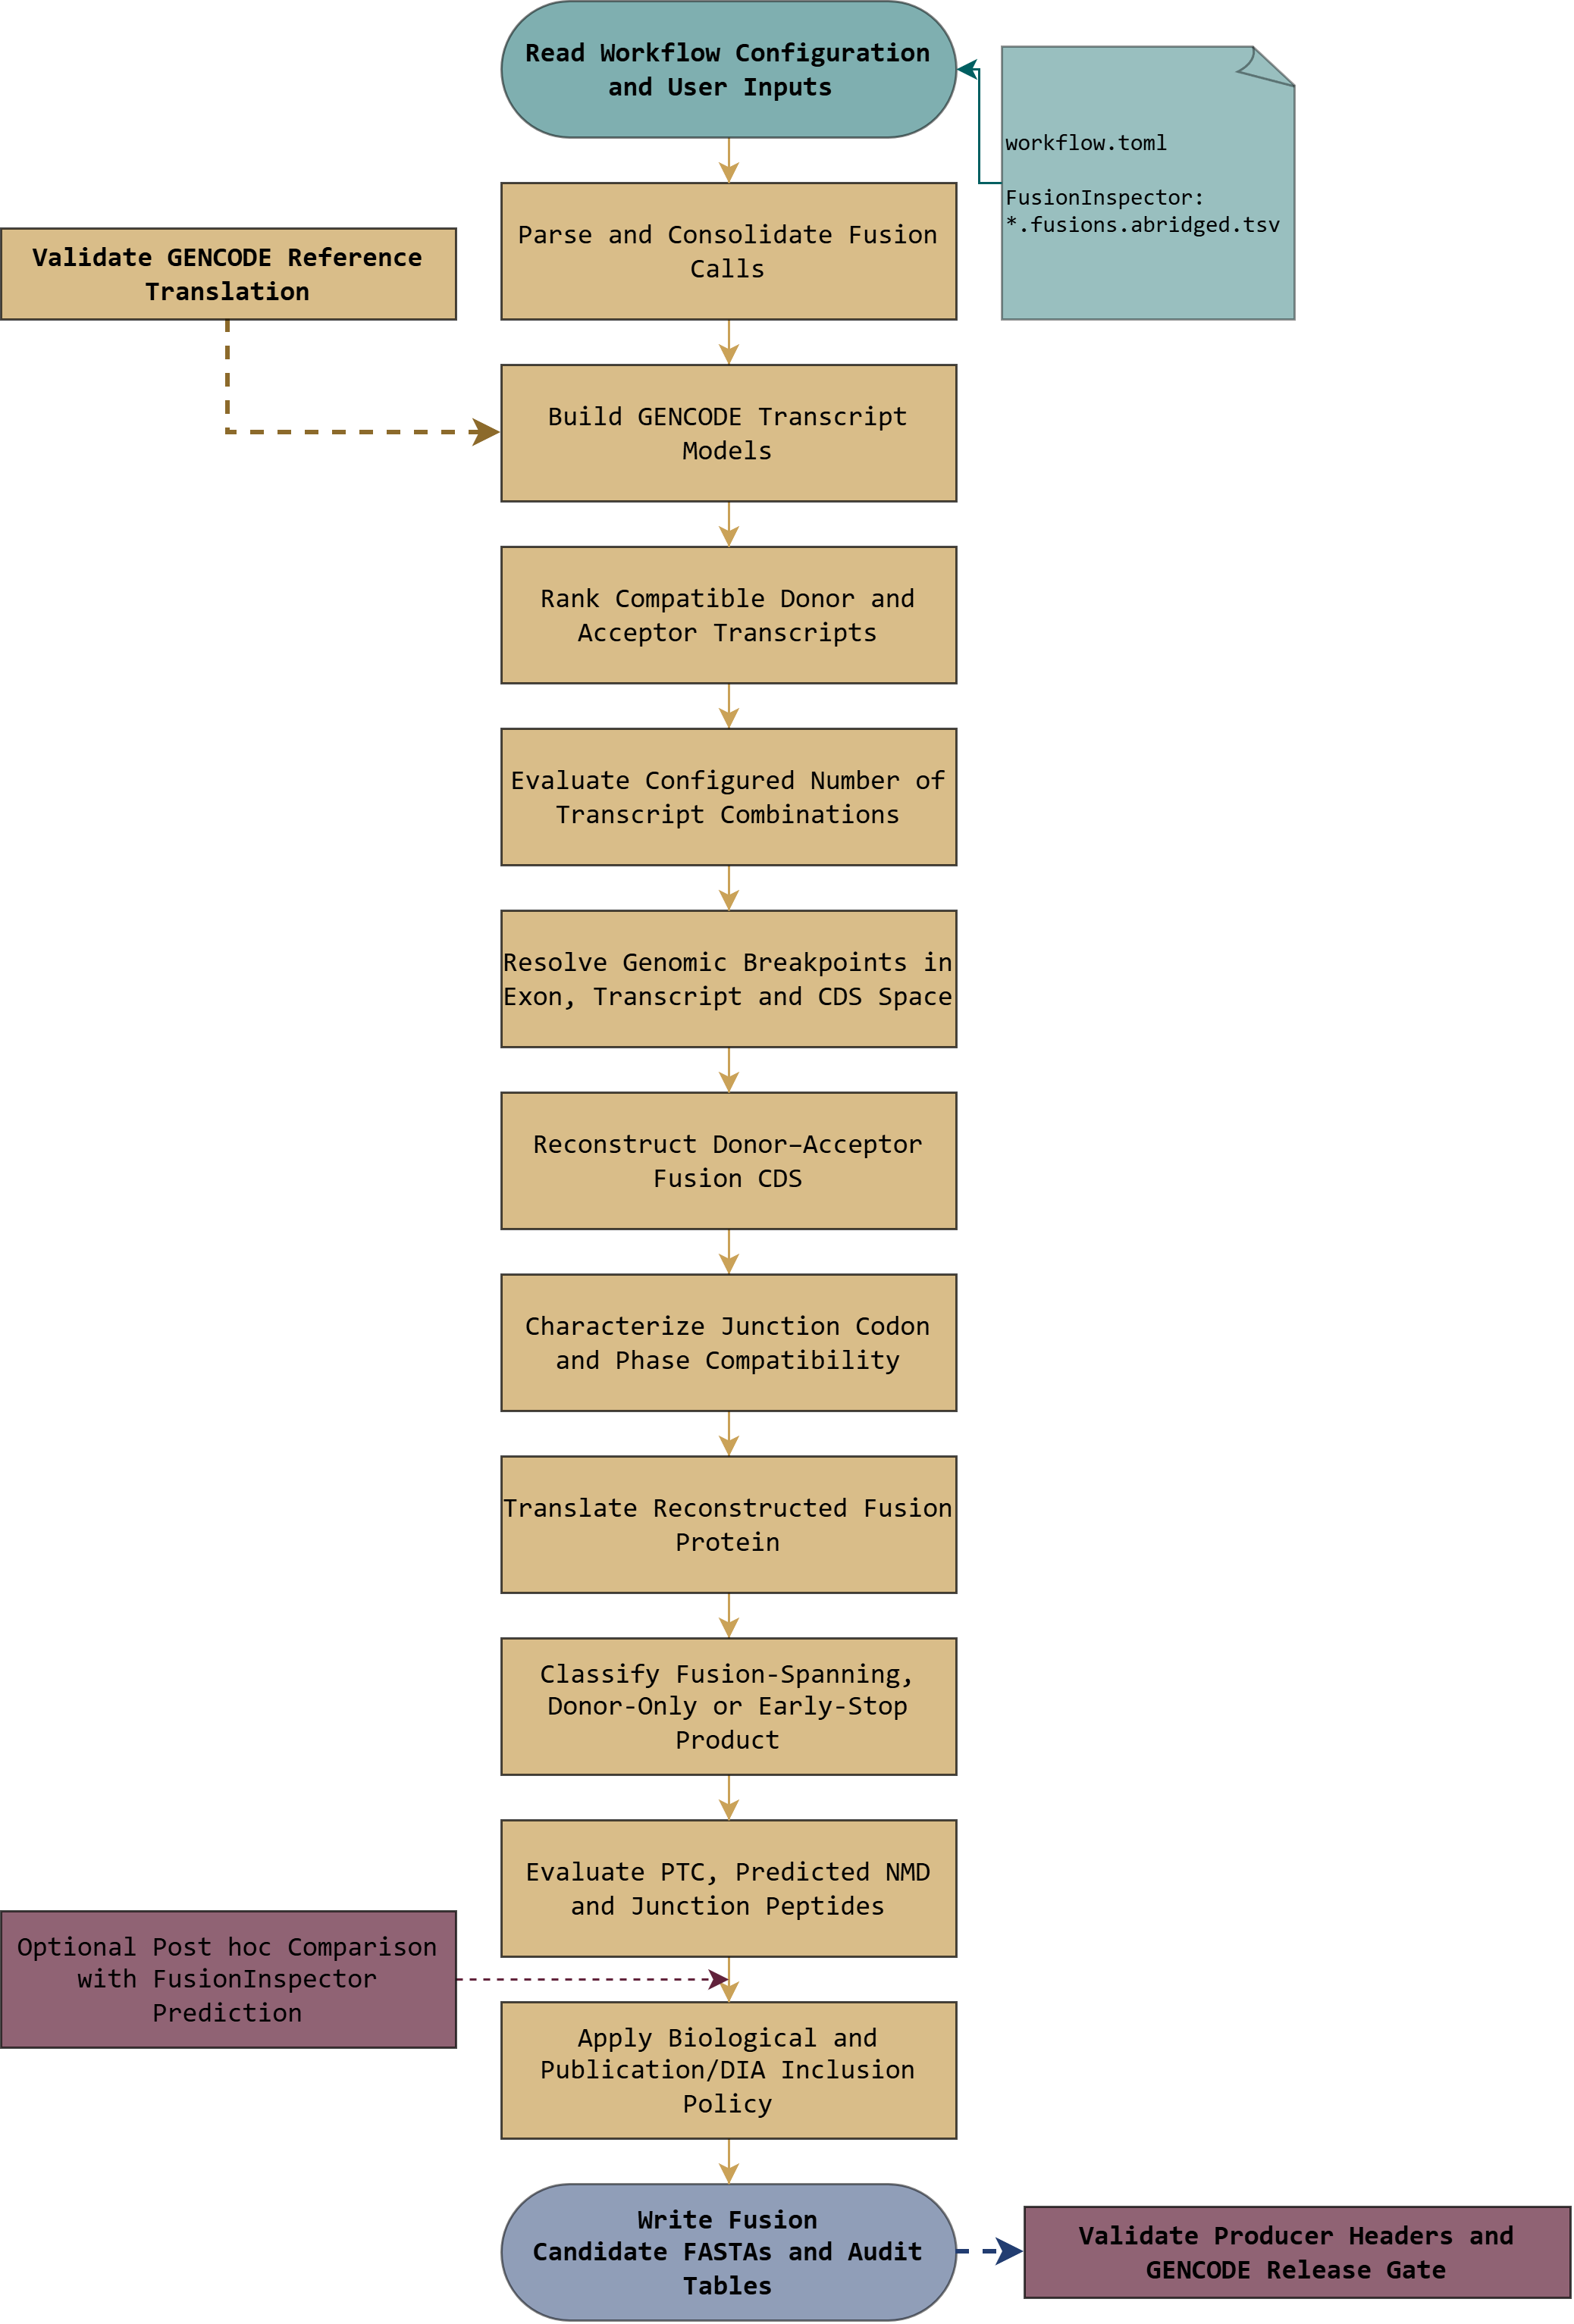 Read Workflow Configuration
and User Inputs
workflow.toml
FusionInspector:
*.fusions.abridged.tsv
Parse and Consolidate Fusion
Calls
Validate GENCODE Reference
Translation
Build GENCODE Transcript
Models
Rank Compatible Donor and
Acceptor Transcripts
Evaluate Configured Number of
Transcript Combinations
Resolve Genomic Breakpoints in
Exon, Transcript and CDS Space
Reconstruct Donor–Acceptor
Fusion CDS
Characterize Junction Codon
and Phase Compatibility
Translate Reconstructed Fusion
Protein
Classify Fusion-Spanning,
Donor-Only or Early-Stop
Product
Evaluate PTC, Predicted NMD
and Junction Peptides
Optional Post hoc Comparison
with FusionInspector
Prediction
Apply Biological and
Publication/DIA Inclusion
Policy
Write Fusion
Candidate FASTAs and Audit
Tables
Validate Producer Headers and
GENCODE Release Gate